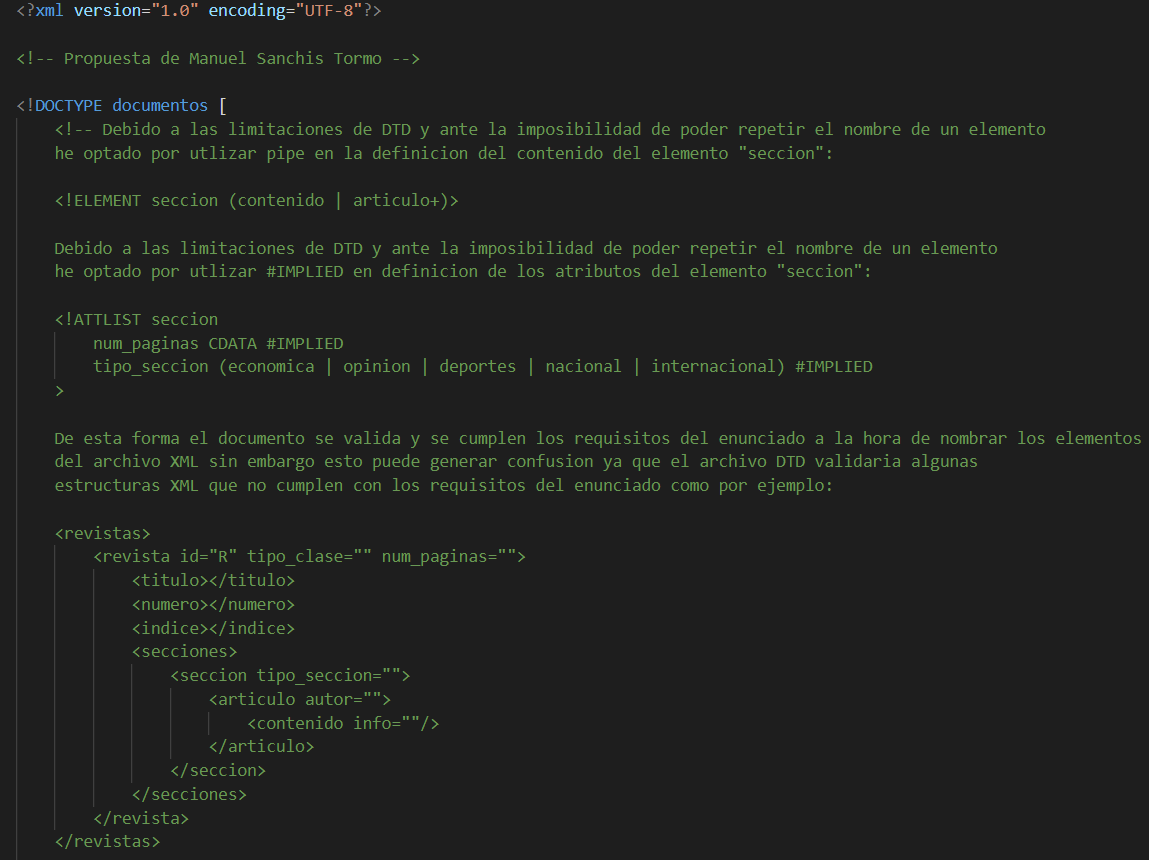 <?xml version="1.0" encoding="UTF-8"?>
<!-- Propuesta de Manuel Sanchis Tormo -->
<!DOCTYPE documentos [
<!-- Debido a las limitaciones de DTD y ante la imposibilidad de poder repetir el nombre de un elemento
he optado por utlizar pipe en la definicion del contenido del elemento "seccion":
<!ELEMENT seccion (contenido | articulo+)>
Debido a las limitaciones de DTD y ante la imposibilidad de poder repetir el nombre de un elemento
he optado por utlizar #IMPLIED en definicion de los atributos del elemento "seccion":
<!ATTLIST seccion
num_paginas CDATA #IMPLIED
tipo_seccion (economica | opinion | deportes | nacional | internacional) #IMPLIED
>
De esta forma el documento se valida y se cumplen los requisitos del enunciado a la hora de nombrar los elementos
del archivo XML sin embargo esto puede generar confusion ya que el archivo DTD validaria algunas
estructuras XML que no cumplen con los requisitos del enunciado como por ejemplo:
<revistas>
<revista id="R" tipo_clase="" num_paginas="">
<titulo></titulo>
<numero></numero>
<indice></indice>
<secciones>
<seccion tipo_seccion="">
<articulo autor="">
<contenido info=""/>
</articulo>
</seccion>
</secciones>
</revista>
</revistas>